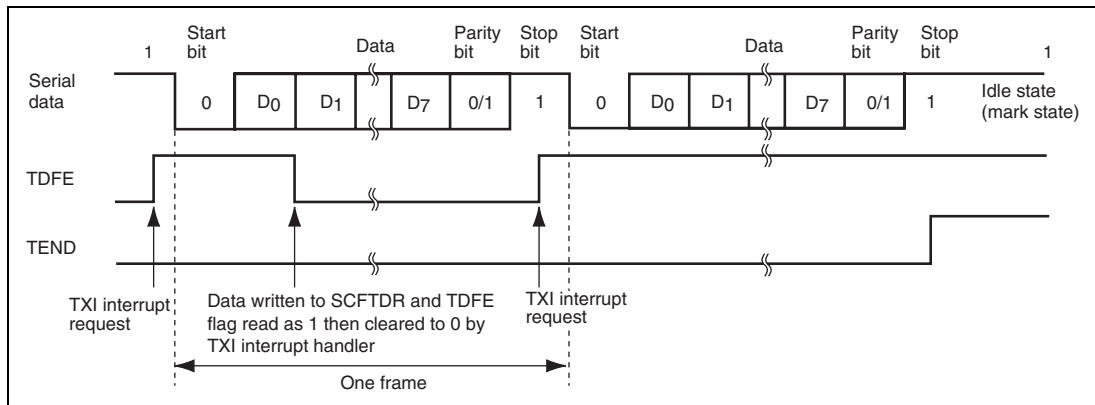 1
Start
bit
Data
Parity
bit
Stop
bit
Start
bit
Data
Parity
bit
Stop
bit
1
Serial
data
0
D0
D1
D7
0/1
1
0
D0
D1
D7
0/1
1
Idle state
(mark state)
TDFE
TEND
TXI interrupt
request
Data written to SCFTDR and TDFE
flag read as 1 then cleared to 0 by
TXI interrupt handler
TXI interrupt
request
One frame